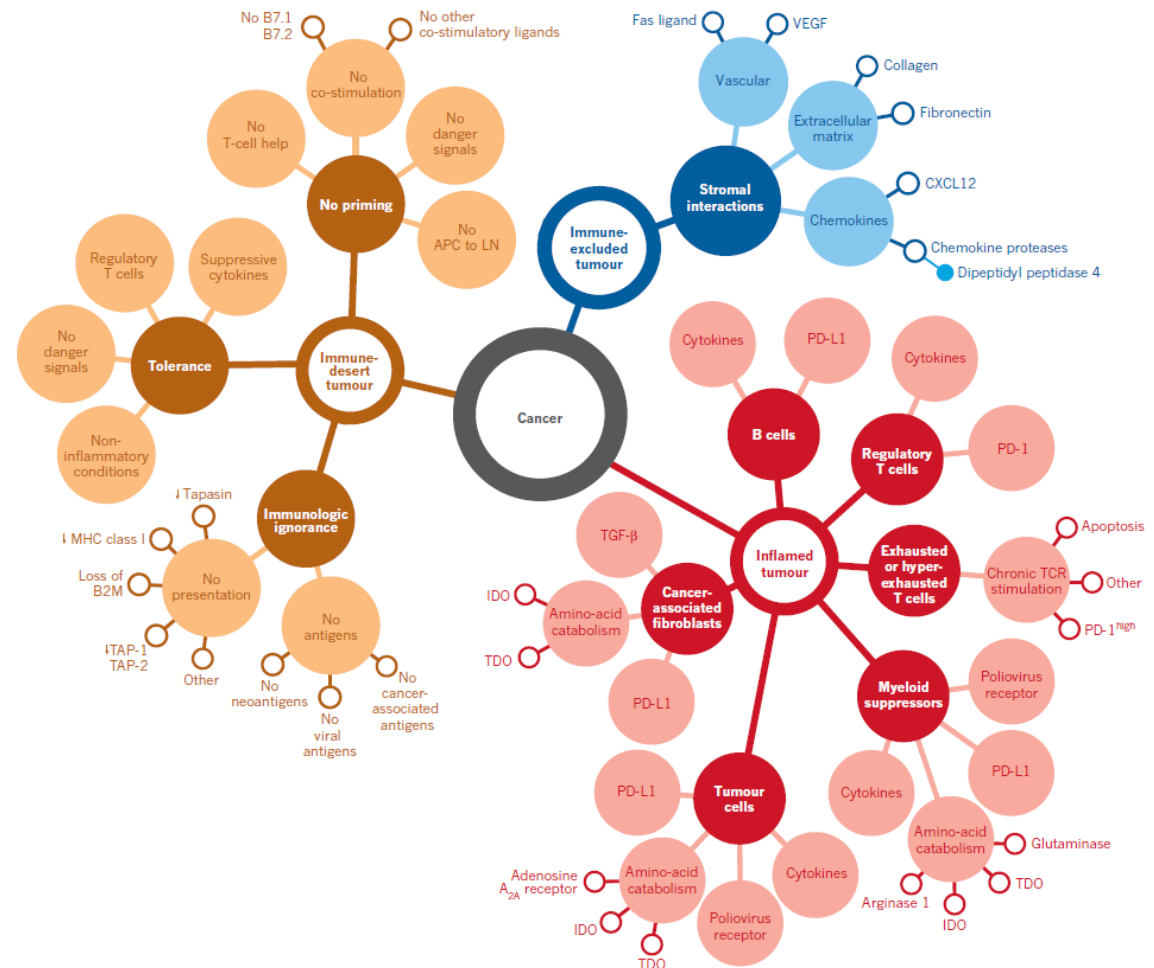 No B7.1
B7.2
No other
co-stimulatory ligands
No
co-stimulation
No
T-cell help
No
danger
signals
No priming
No
APC to LN
Regulatory
T cells
Suppressive
cytokines
No
danger
signals
Tolerance
Non-
inflammatory
conditions
Immune-
desert
tumour
Immunologic
ignorance
↓ Tapasin
↓ MHC class I
Loss of
B2M
No
presentation
↓TAP-1
TAP-2
Other
No
antigens
No
neoantigens
No
viral
antigens
No
cancer-
associated
antigens
Cancer
Immune-
excluded
tumour
Stromal
interactions
Fas ligand
VEGF
Vascular
Collagen
Extracellular
matrix
Fibronectin
CXCL12
Chemokines
Chemokine proteases
Dipeptidyl peptidase 4
Inflamed
tumour
Cytokines
PD-L1
B cells
Cytokines
Regulatory
T cells
PD-1
Exhausted
or hyper-
exhausted
T cells
Chronic TCR
stimulation
Apoptosis
Other
PD-1high
TGF-β
Cancer-
associated
fibroblasts
IDO
Amino-acid
catabolism
TDO
PD-L1
Myeloid
suppressors
Poliovirus
receptor
PD-L1
Cytokines
Amino-acid
catabolism
Glutaminase
TDO
Arginase 1
IDO
Tumour
cells
PD-L1
Adenosine
A2A receptor
Amino-acid
catabolism
IDO
TDO
Poliovirus
receptor
Cytokines